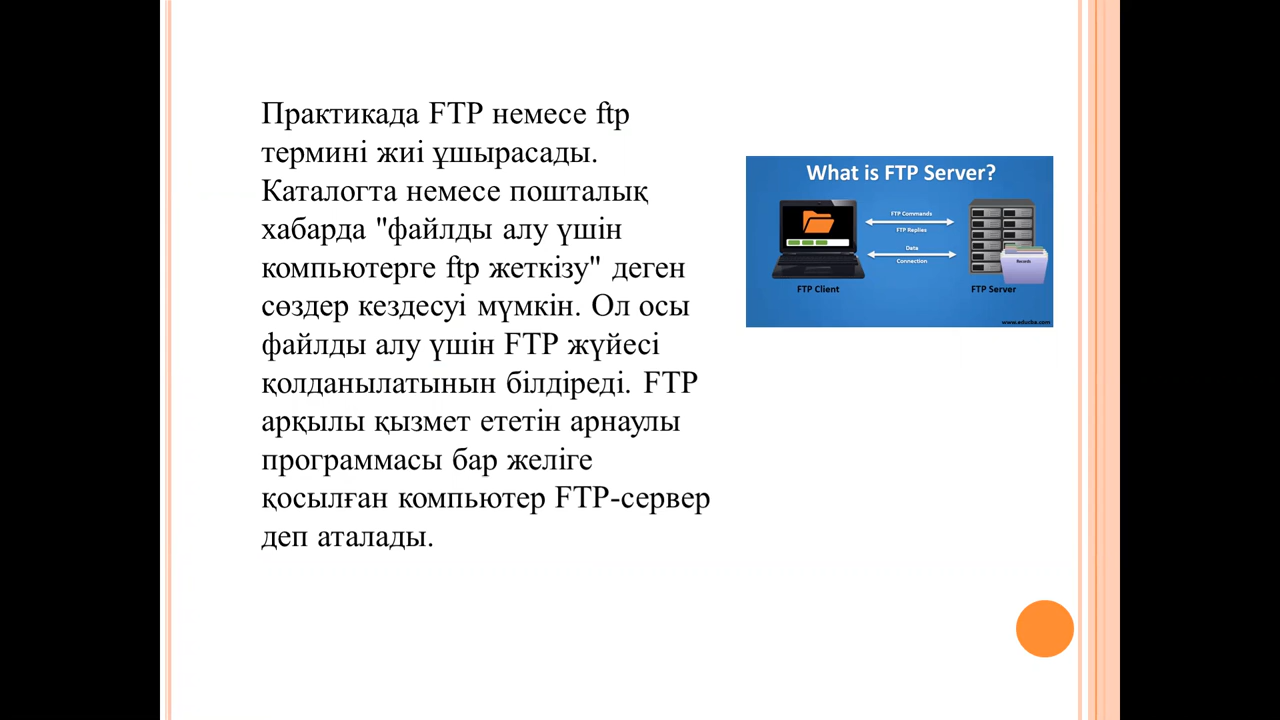 Практикада FTP немесе ftp
термині жиі ұшырасады.
Каталогта немесе пошталық
хабарда "файлды алу үшін
компьютерге ftp жеткізу" деген
сөздер кездесуі мүмкін. Ол осы
файлды алу үшін FTP жүйесі
қолданылатынын білдіреді. FTP
арқылы қызмет ететін арнаулы
программасы бар желіге
қосылған компьютер FTP-сервер
деп аталады.
What is FTP Server?
FTP Commands
FTP Replies
Data
Connection
Records
FTP Client
FTP Server
www.educba.com